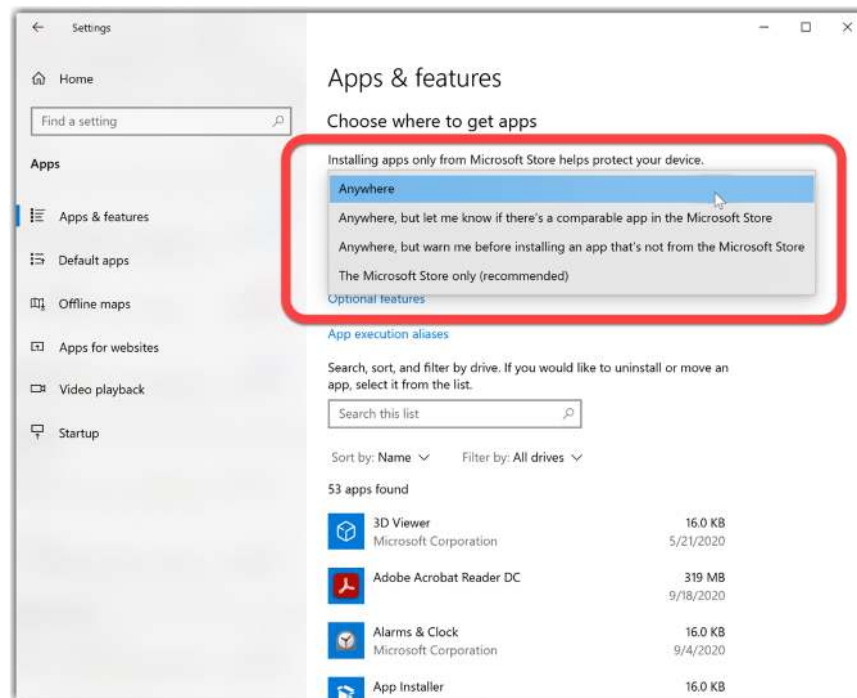 Settings
Home
Find a setting
Apps
Apps & features
Default apps
Offline maps
Apps for websites
Video playback
Startup
Apps & features
Choose where to get apps
Installing apps only from Microsoft Store helps protect your device.
Anywhere
Anywhere, but let me know if there's a comparable app in the Microsoft Store
Anywhere, but warn me before installing an app that's not from the Microsoft Store
The Microsoft Store only (recommended)
Optional features
App execution aliases
Search, sort, and filter by drive. If you would like to uninstall or move an
app, select it from the list.
Search this list
Sort by: Name Filter by: All drives
53 apps found
3D Viewer 16.0 KB
Microsoft Corporation 5/21/2020
Adobe Acrobat Reader DC 319 MB
9/18/2020
Alarms & Clock 16.0 KB
Microsoft Corporation 9/4/2020
App Installer 16.0 KB